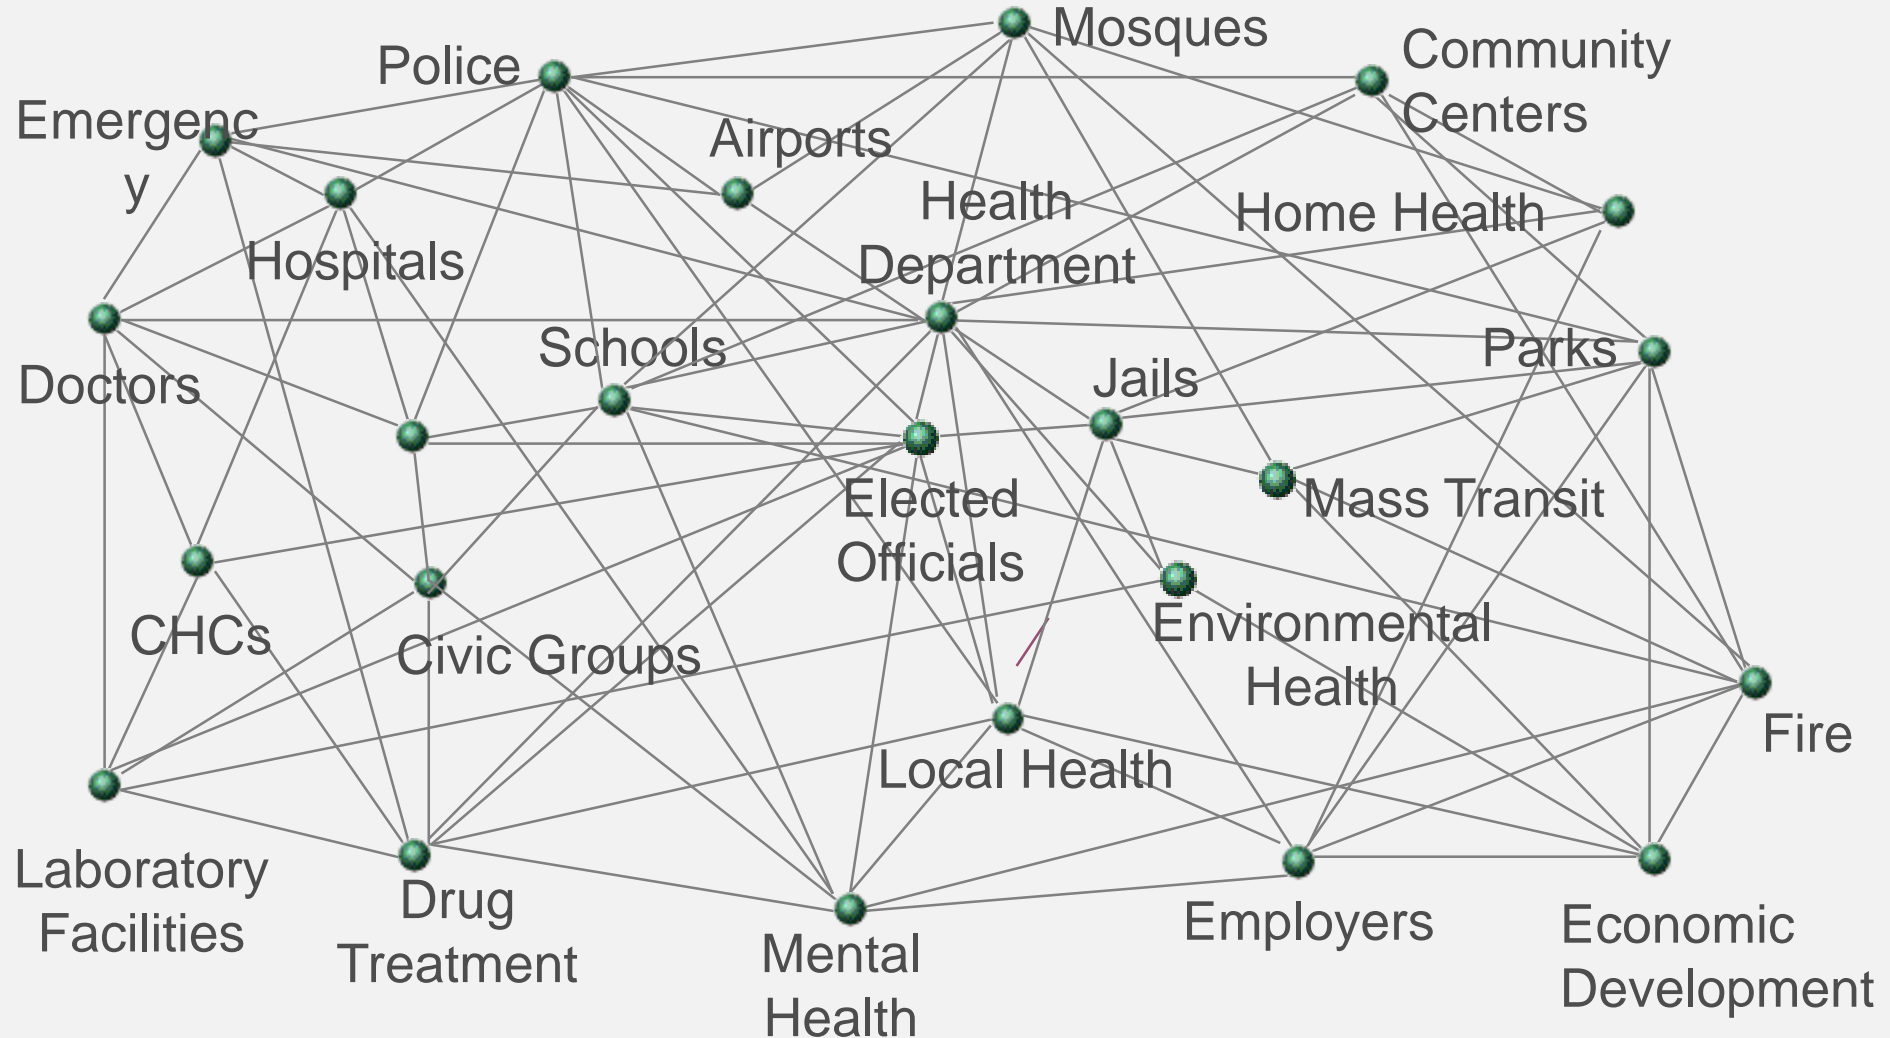 Mosques
Police
Community
Centers
Emergenc
y
Airports
Health
Department
Home Health
Hospitals
Schools
Parks
Doctors
Jails
Elected
Officials
Mass Transit
CHCs
Civic Groups
Environmental
Health
Fire
Local Health
Laboratory
Facilities
Drug
Treatment
Mental
Health
Employers
Economic
Development